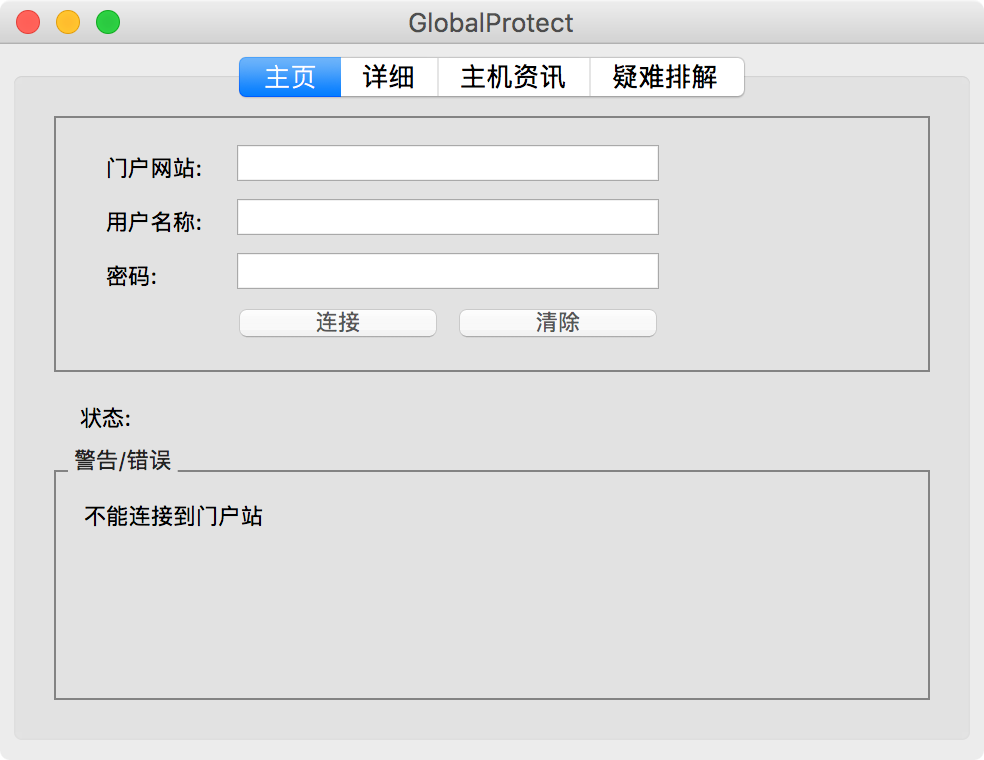 GlobalProtect
主页 详细 主机资讯 疑难排解
门户网站:
用户名称:
密码:
连接 清除
状态:
警告/错误
不能连接到门户站